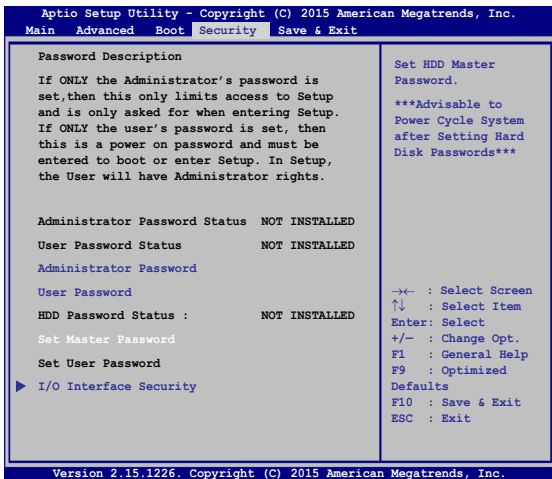 Aptio Setup Utility - Copyright (C) 2015 American Megatrends, Inc.
Main Advanced Boot Security Save & Exit
Password Description
If ONLY the Administrator's password is
set,then this only limits access to Setup
and is only asked for when entering Setup.
If ONLY the user's password is set, then
this is a power on password and must be
entered to boot or enter Setup. In Setup,
the User will have Administrator rights.
Administrator Password Status NOT INSTALLED
User Password Status NOT INSTALLED
Administrator Password
User Password
HDD Password Status : NOT INSTALLED
Set Master Password
Set User Password
I/O Interface Security
Set HDD Master
Password.
***Advisable to
Power Cycle System
after Setting Hard
Disk Passwords***
→← : Select Screen
↑↓ : Select Item
Enter: Select
+/— : Change Opt.
F1 : General Help
F9 : Optimized
Defaults
F10 : Save & Exit
ESC : Exit
Version 2.15.1226. Copyright (C) 2015 American Megatrends, Inc.